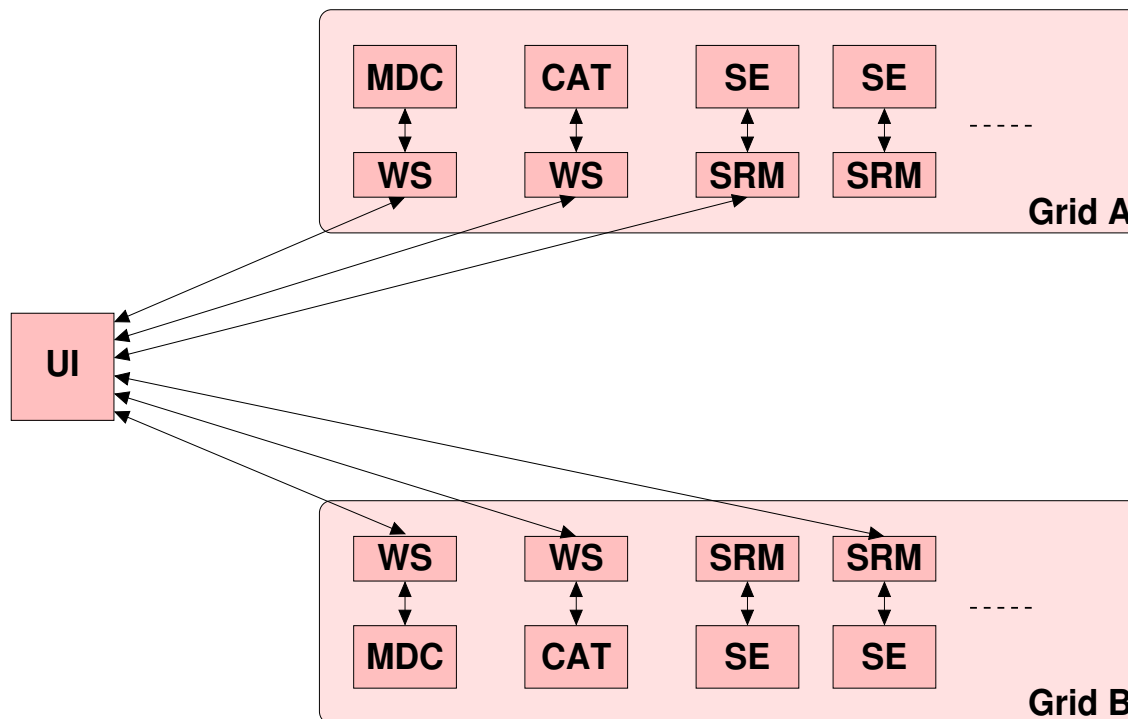 MDC CAT SE SE
WS WS SRM SRM
Grid A
UI
WS WS SRM SRM
MDC CAT SE SE
Grid B